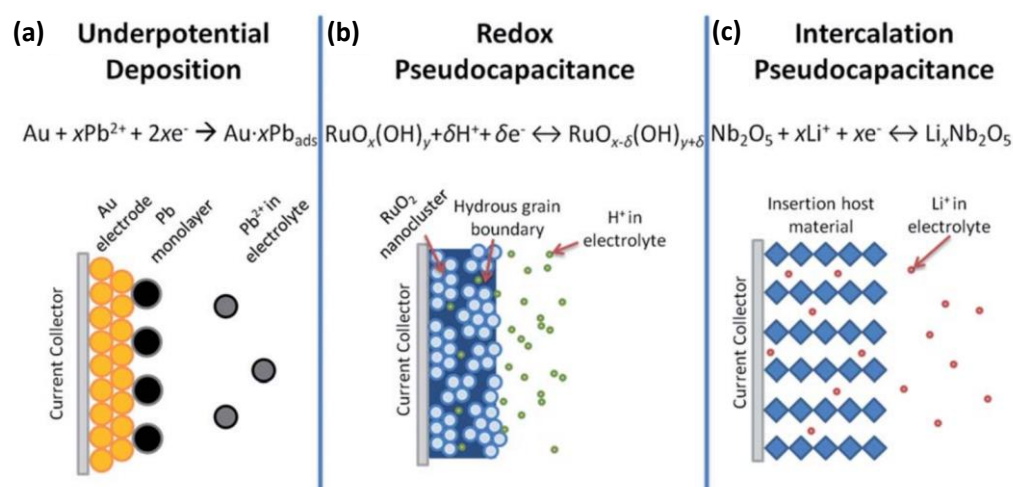 (a) Underpotential
Deposition
Au + xPb²⁺ + 2xe⁻ → Au·xPb_ads
Au
electrode
Pb
monolayer
Pb²⁺ in
electrolyte
Current Collector
(b) Redox
Pseudocapacitance
RuOₓ(OH)ᵧ+δH⁺+ δe⁻ ↔ RuOₓ₋δ(OH)ᵧ₊δ
RuO₂
nanocluster
Hydrous grain
boundary
H⁺ in
electrolyte
Current Collector
(c) Intercalation
Pseudocapacitance
Nb₂O₅ + xLi⁺ + xe⁻ ↔ LiₓNb₂O₅
Insertion host
material
Li⁺ in
electrolyte
Current Collector